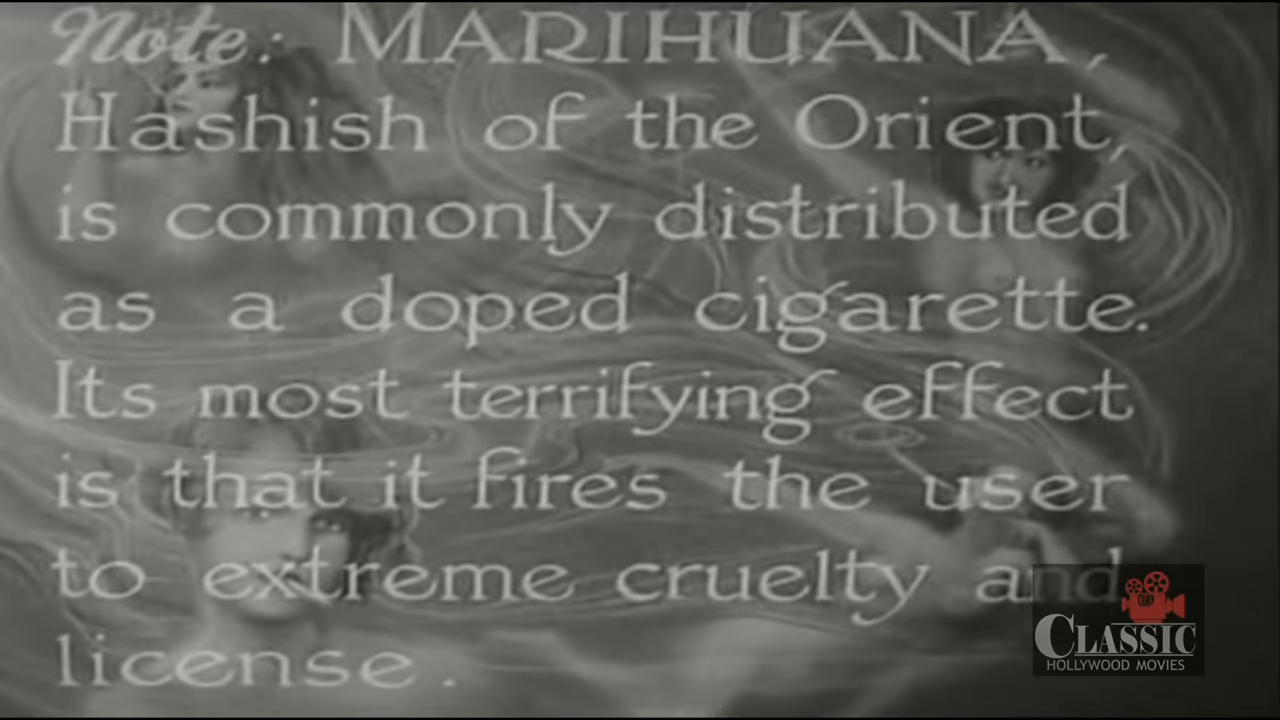 Note: MARIHUANA,
Hashish of the Orient,
is commonly distributed
as a doped cigarette.
Its most terrifying effect
is that it fires the user
to extreme cruelty and
license.
CLASSIC
HOLLYWOOD MOVIES